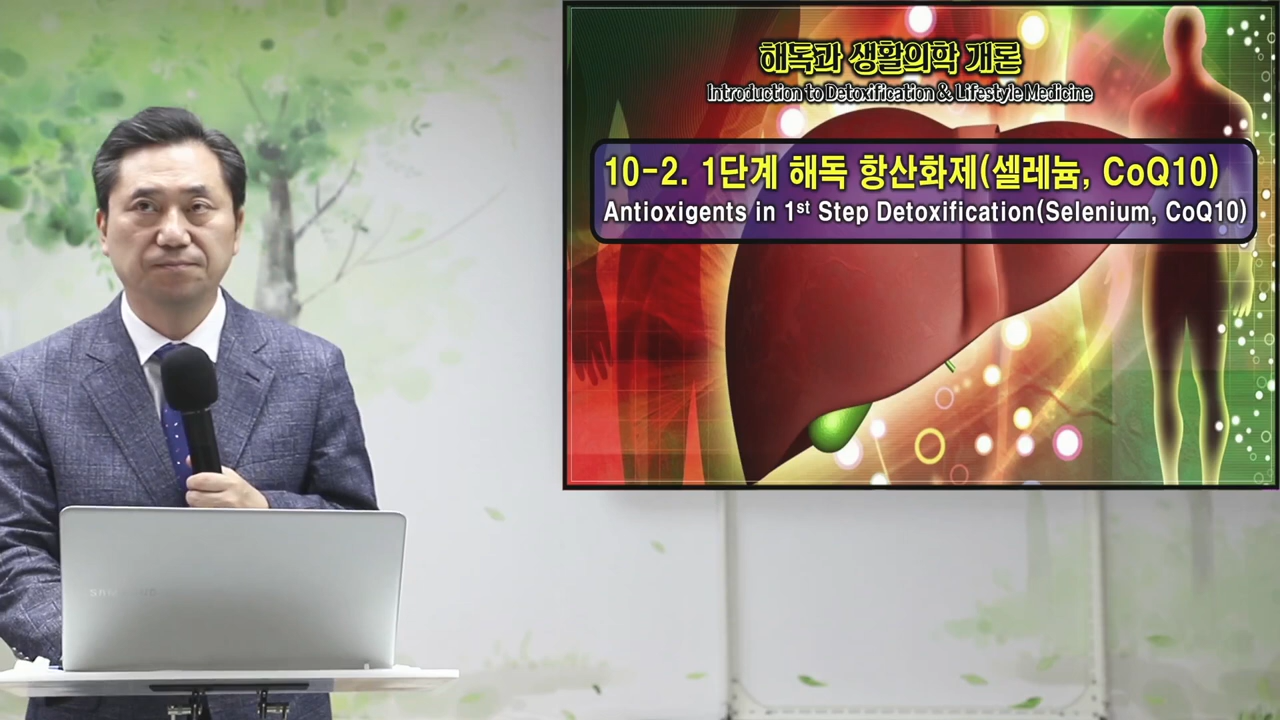 해독과 생활의학 개론
Introduction to Detoxification & Lifestyle Medicine
10-2. 1단계 해독 항산화제(셀레늄, CoQ10)
Antioxigents in 1st Step Detoxification(Selenium, CoQ10)
SAMSUNG